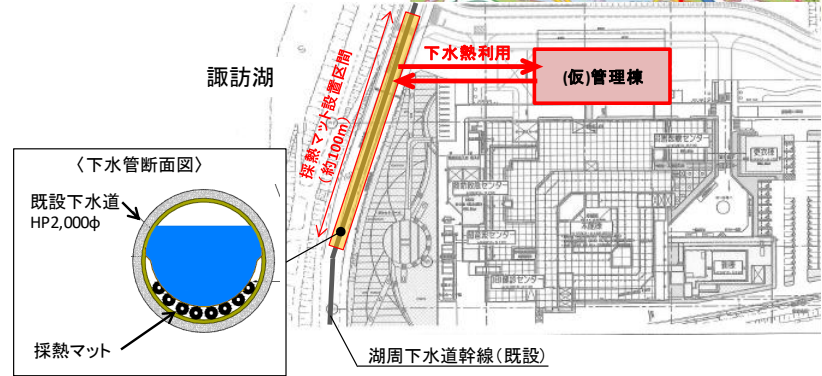 諏訪湖
採熱マット設置区間
(約100m)
下水熱利用
(仮)管理棟
〈下水管断面図〉
既設下水道
HP2,000φ
採熱マット
湖周下水道幹線(既設)